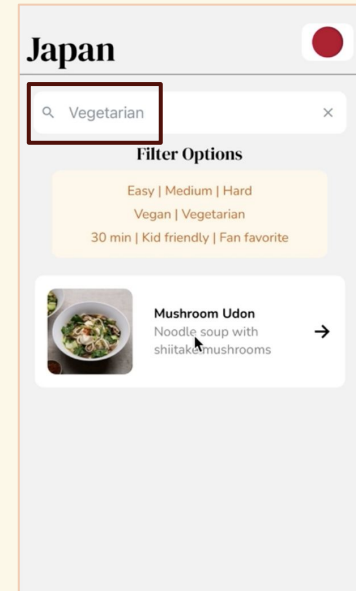 Japan
Vegetarian
Filter Options
Easy | Medium | Hard
Vegan | Vegetarian
30 min | Kid friendly | Fan favorite
Mushroom Udon
Noodle soup with
shiitake mushrooms